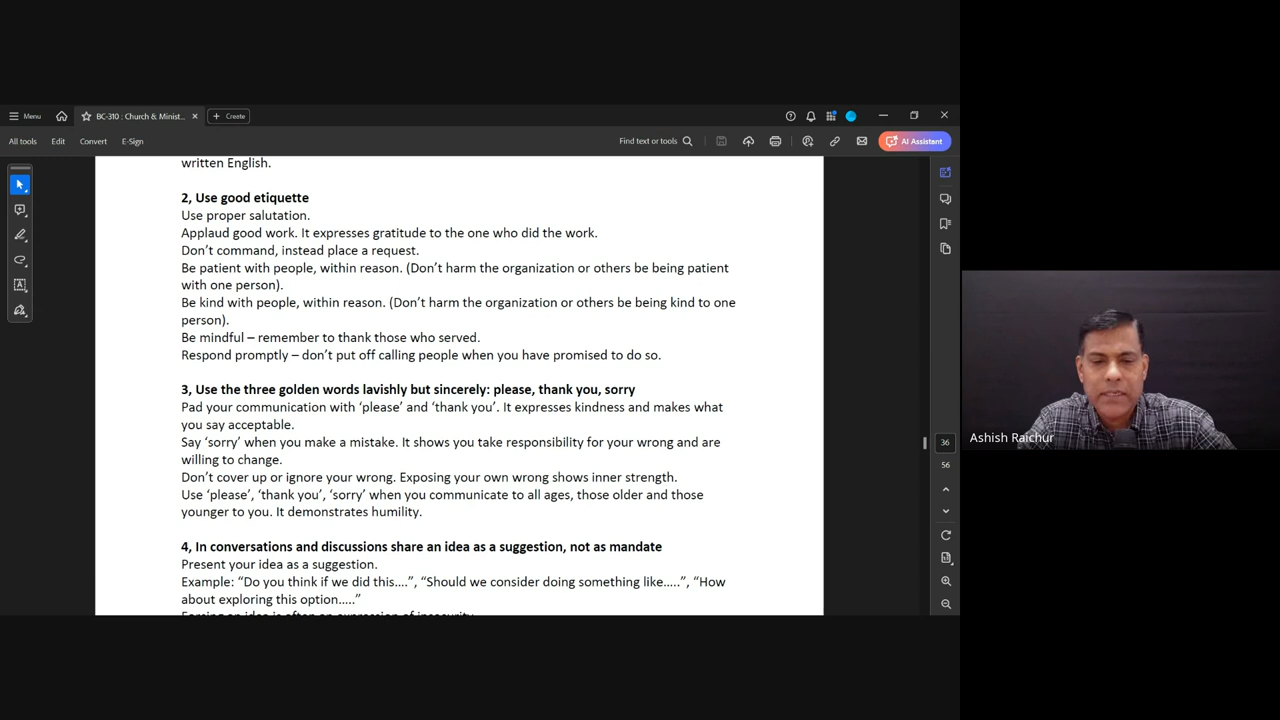 Menu
BC-310 : Church & Minist...
Create
All tools
Edit
Convert
E-Sign
Find text or tools
AI Assistant
written English.
2, Use good etiquette
Use proper salutation.
Applaud good work. It expresses gratitude to the one who did the work.
Don't command, instead place a request.
Be patient with people, within reason. (Don't harm the organization or others be being patient
with one person).
Be kind with people, within reason. (Don't harm the organization or others be being kind to one
person).
Be mindful – remember to thank those who served.
Respond promptly – don't put off calling people when you have promised to do so.
3, Use the three golden words lavishly but sincerely: please, thank you, sorry
Pad your communication with 'please' and 'thank you'. It expresses kindness and makes what
you say acceptable.
Say 'sorry' when you make a mistake. It shows you take responsibility for your wrong and are
willing to change.
Don't cover up or ignore your wrong. Exposing your own wrong shows inner strength.
Use 'please', 'thank you', 'sorry' when you communicate to all ages, those older and those
younger to you. It demonstrates humility.
4, In conversations and discussions share an idea as a suggestion, not as mandate
Present your idea as a suggestion.
Example: "Do you think if we did this....", "Should we consider doing something like.....", "How
about exploring this option....."
Forcing an idea is often an expression of insecurity.
36
56
Ashish Raichur